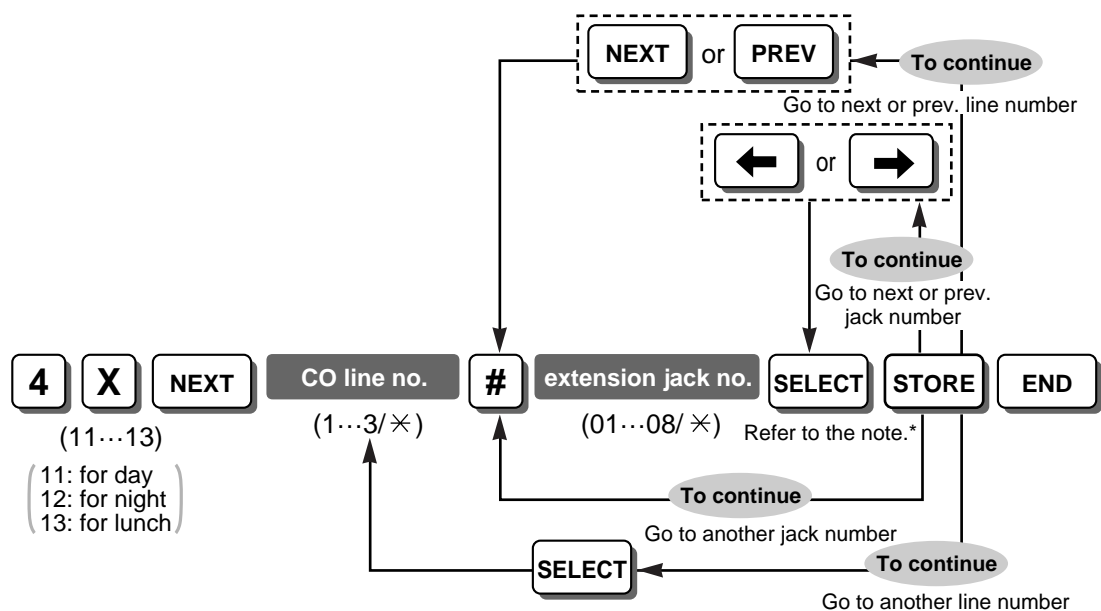 NEXT or PREV
To continue
Go to next or prev. line number
← or →
To continue
Go to next or prev.
jack number
4 X NEXT CO line no. # extension jack no. SELECT STORE END
(11···13)
(1···3/✳)
(01···08/✳)
Refer to the note.*
11: for day
12: for night
13: for lunch
To continue
Go to another jack number
SELECT
To continue
Go to another line number